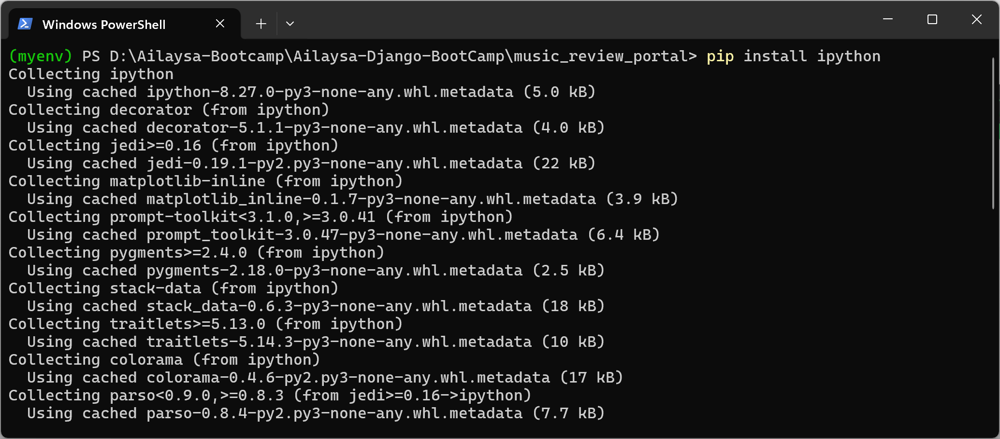 Windows PowerShell
(myenv) PS D:\Ailaysa-Bootcamp\Ailaysa-Django-BootCamp\music_review_portal> pip install ipython
Collecting ipython
  Using cached ipython-8.27.0-py3-none-any.whl.metadata (5.0 kB)
Collecting decorator (from ipython)
  Using cached decorator-5.1.1-py3-none-any.whl.metadata (4.0 kB)
Collecting jedi>=0.16 (from ipython)
  Using cached jedi-0.19.1-py2.py3-none-any.whl.metadata (22 kB)
Collecting matplotlib-inline (from ipython)
  Using cached matplotlib_inline-0.1.7-py3-none-any.whl.metadata (3.9 kB)
Collecting prompt-toolkit<3.1.0,>=3.0.41 (from ipython)
  Using cached prompt_toolkit-3.0.47-py3-none-any.whl.metadata (6.4 kB)
Collecting pygments>=2.4.0 (from ipython)
  Using cached pygments-2.18.0-py3-none-any.whl.metadata (2.5 kB)
Collecting stack-data (from ipython)
  Using cached stack_data-0.6.3-py3-none-any.whl.metadata (18 kB)
Collecting traitlets>=5.13.0 (from ipython)
  Using cached traitlets-5.14.3-py3-none-any.whl.metadata (10 kB)
Collecting colorama (from ipython)
  Using cached colorama-0.4.6-py2.py3-none-any.whl.metadata (17 kB)
Collecting parso<0.9.0,>=0.8.3 (from jedi>=0.16->ipython)
  Using cached parso-0.8.4-py2.py3-none-any.whl.metadata (7.7 kB)